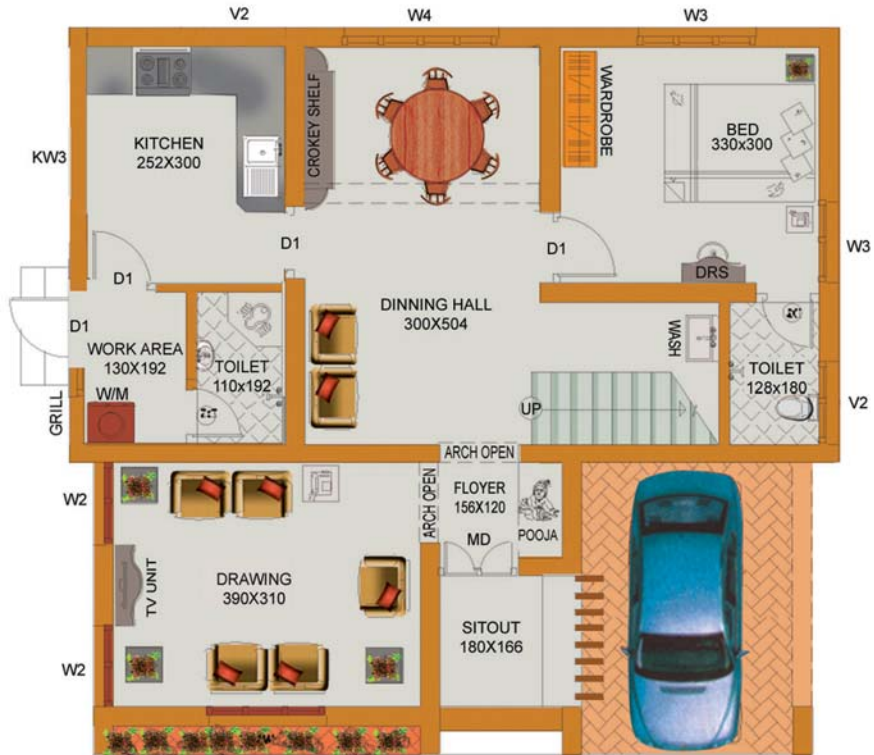 V2
W4
W3
KITCHEN
252X300
CROKEY SHELF
WARDROBE
BED
330x300
KW3
D1
D1
W3
D1
DRS
D1
DINNING HALL
300X504
WASH
WORK AREA
130X192
TOILET
110x192
TOILET
128x180
W/M
GRILL
UP
V2
ARCH OPEN
W2
ARCH OPEN
FLOYER
156X120
MD
POOJA
TV UNIT
DRAWING
390X310
SITOUT
180X166
W2